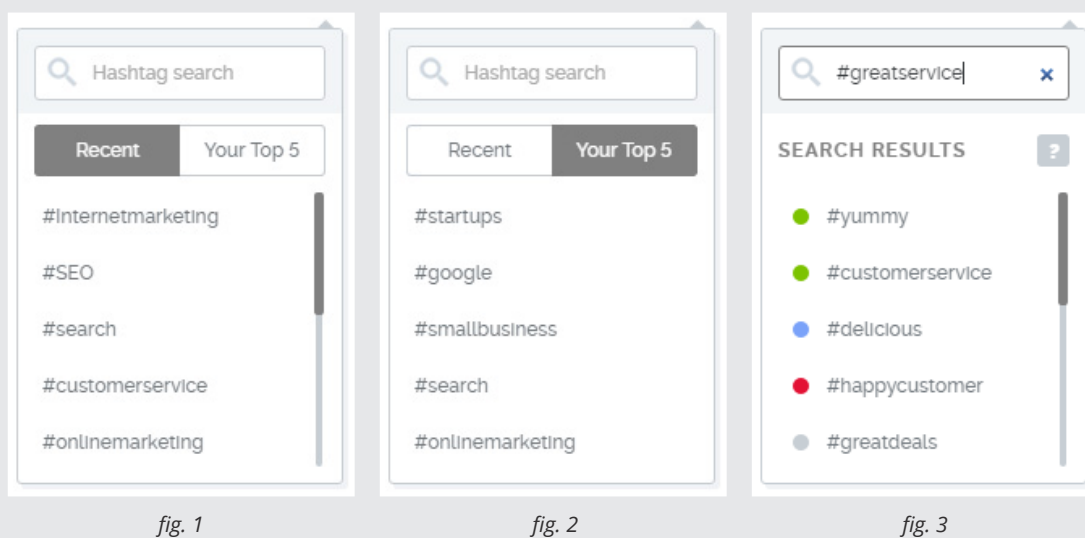 Hashtag search
Recent Your Top 5
#Internetmarketing
#SEO
#search
#customerservice
#onlinemarketing
fig. 1
Hashtag search
Recent Your Top 5
#startups
#google
#smallbusiness
#search
#onlinemarketing
fig. 2
#greatservice ×
SEARCH RESULTS ?
#yummy
#customerservice
#delicious
#happycustomer
#greatdeals
fig. 3